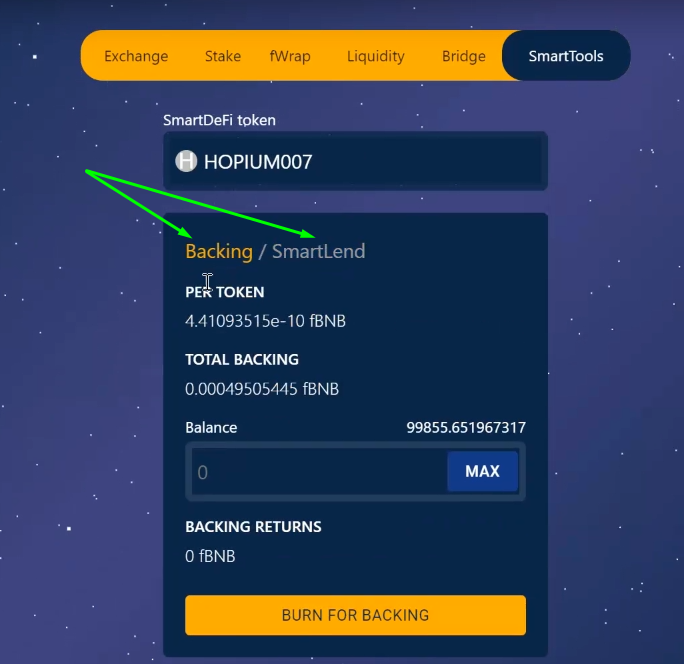 Exchange Stake fWrap Liquidity Bridge SmartTools
SmartDeFi token
H HOPIUM007
Backing / SmartLend
PER TOKEN
4.41093515e-10 fBNB
TOTAL BACKING
0.00049505445 fBNB
Balance 99855.651967317
0 MAX
BACKING RETURNS
0 fBNB
BURN FOR BACKING